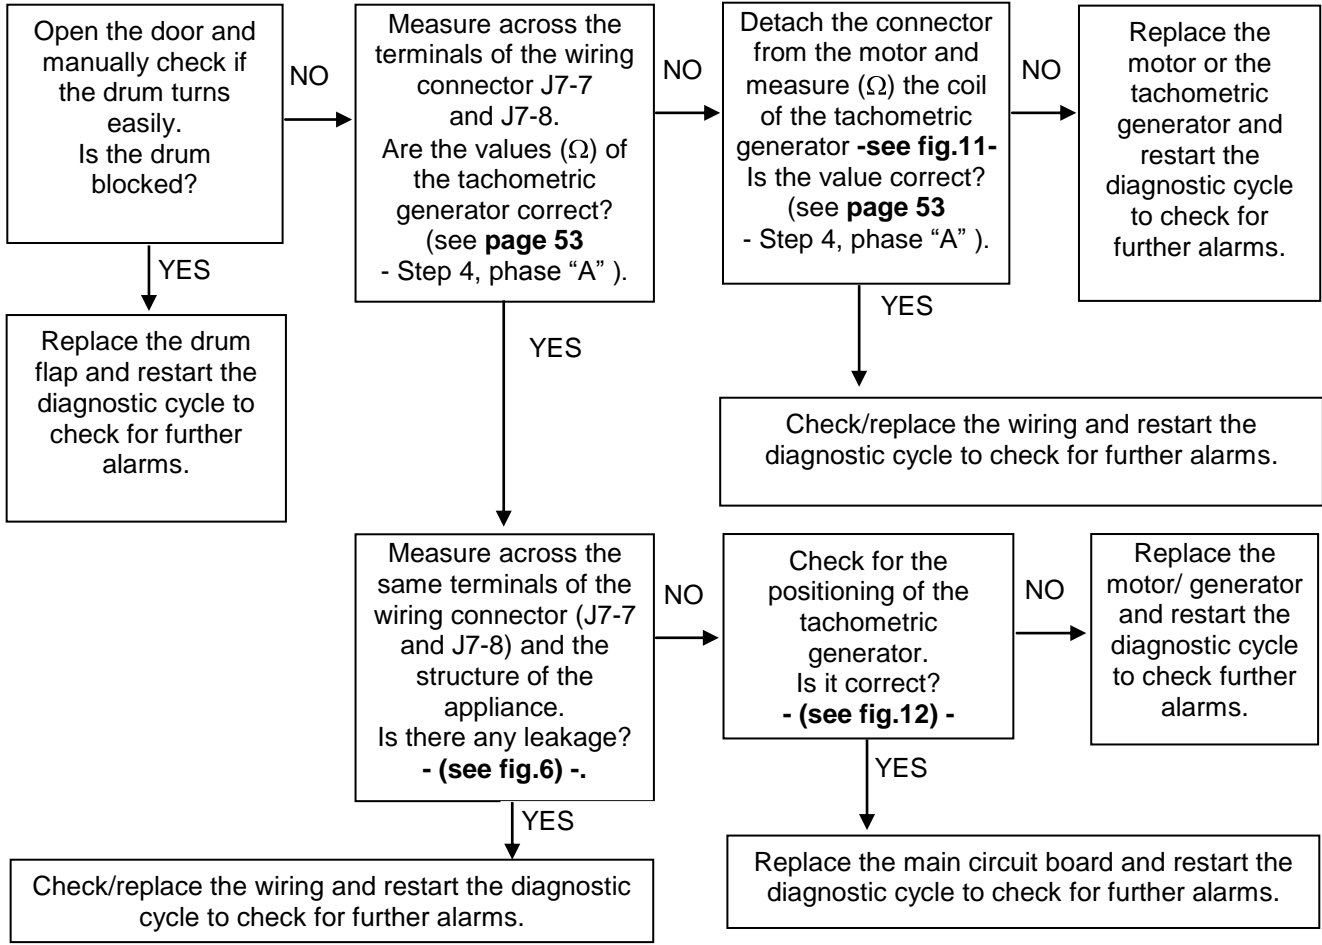 Open the door and
manually check if
the drum turns
easily.
Is the drum
blocked?
NO
YES
Replace the drum
flap and restart the
diagnostic cycle to
check for further
alarms.
Measure across the
terminals of the wiring
connector J7-7
and J7-8.
Are the values (Ω) of
the tachometric
generator correct?
(see page 53
- Step 4, phase “A” ).
NO
YES
Detach the connector
from the motor and
measure (Ω) the coil
of the tachometric
generator -see fig.11-
Is the value correct?
(see page 53
- Step 4, phase “A” ).
NO
YES
Replace the
motor or the
tachometric
generator and
restart the
diagnostic cycle
to check for
further alarms.
Check/replace the wiring and restart the
diagnostic cycle to check for further alarms.
Measure across the
same terminals of the
wiring connector (J7-7
and J7-8) and the
structure of the
appliance.
Is there any leakage?
- (see fig.6) -.
NO
YES
Check for the
positioning of the
tachometric
generator.
Is it correct?
- (see fig.12) -
NO
YES
Replace the
motor/ generator
and restart the
diagnostic cycle
to check further
alarms.
Check/replace the wiring and restart the diagnostic
cycle to check for further alarms.
Replace the main circuit board and restart the
diagnostic cycle to check for further alarms.